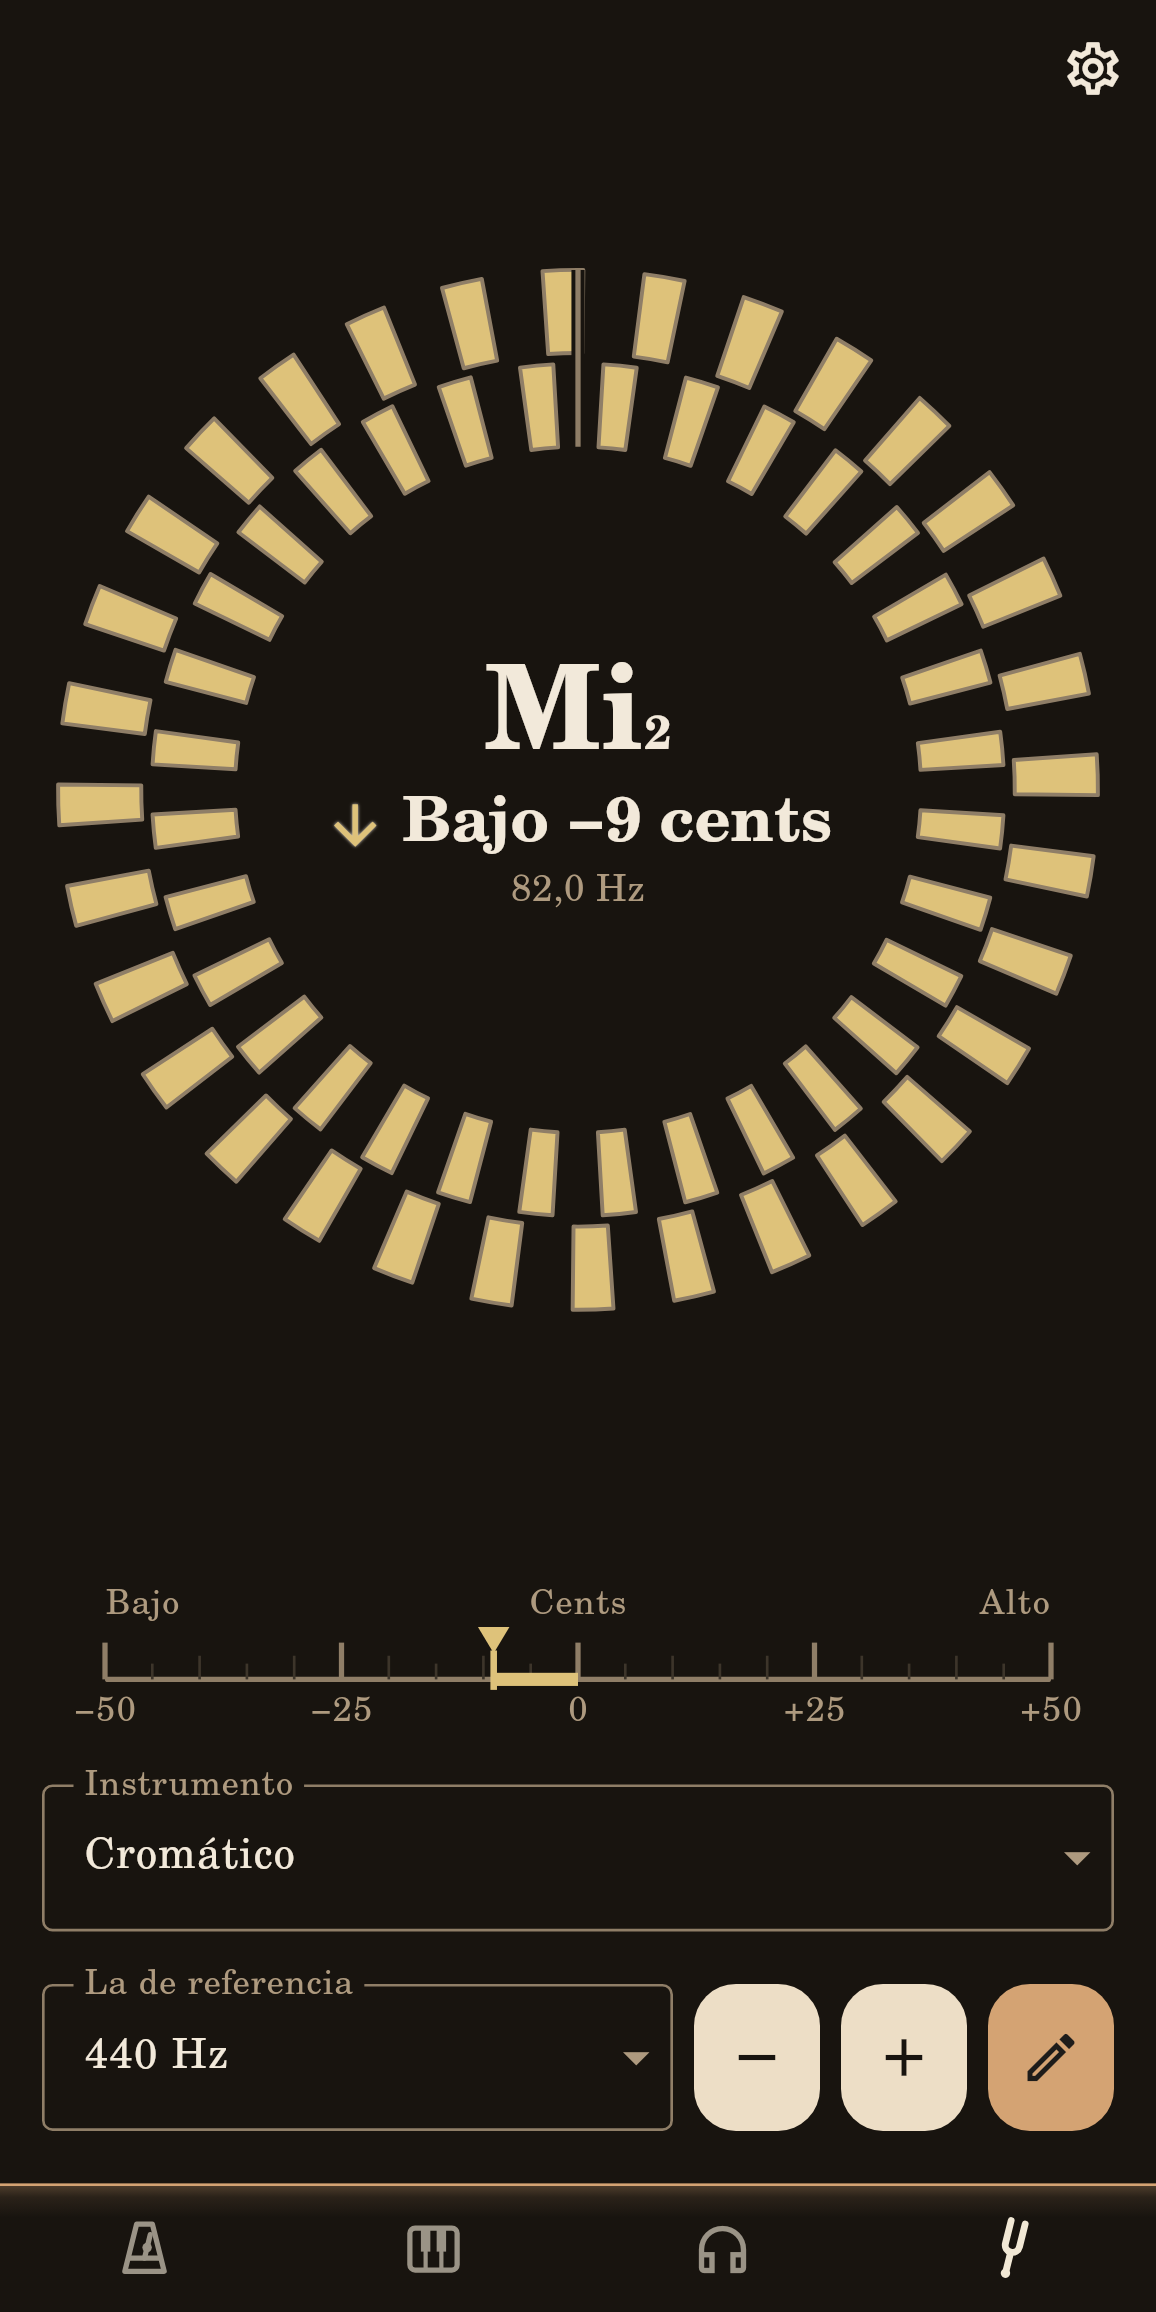 Mi₂
Bajo −9 cents
82,0 Hz
Bajo Cents Alto
−50 −25 0 +25 +50
Instrumento
Cromático
La de referencia
440 Hz